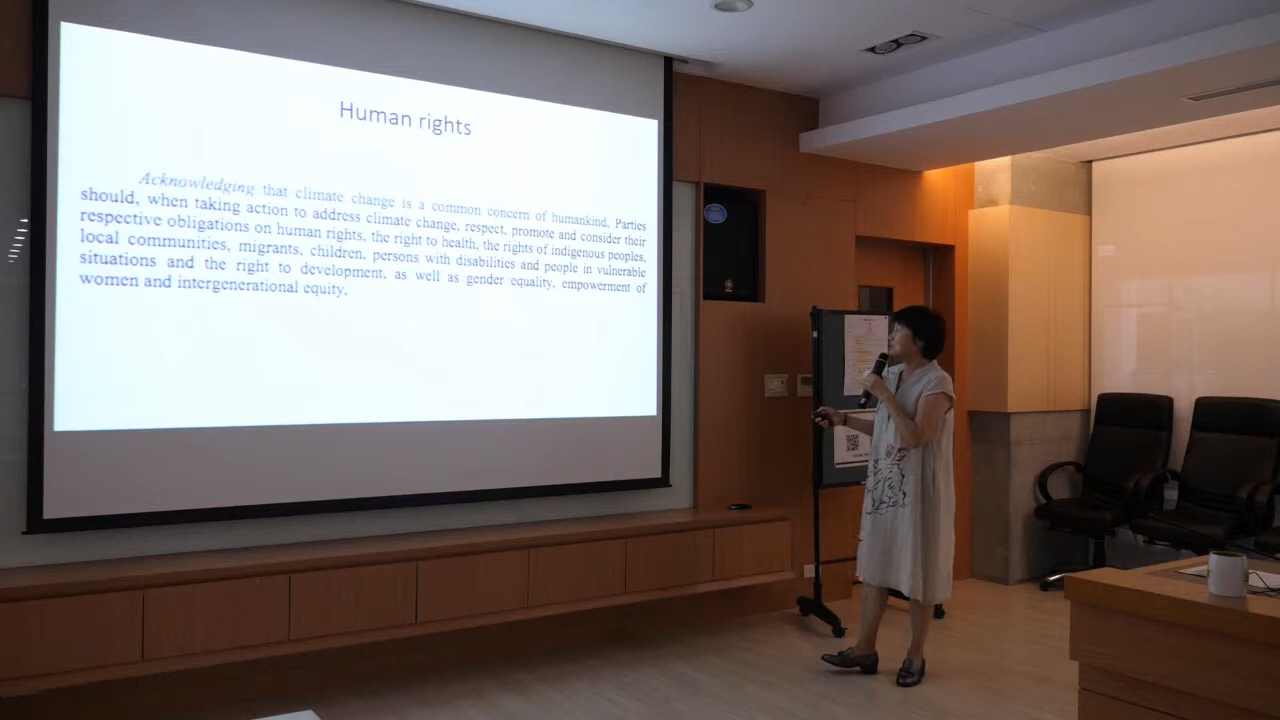 Human rights
Acknowledging that climate change is a common concern of humankind, Parties
should, when taking action to address climate change, respect, promote and consider their
respective obligations on human rights, the right to health, the rights of indigenous peoples,
local communities, migrants, children, persons with disabilities and people in vulnerable
situations and the right to development, as well as gender equality, empowerment of
women and intergenerational equity,